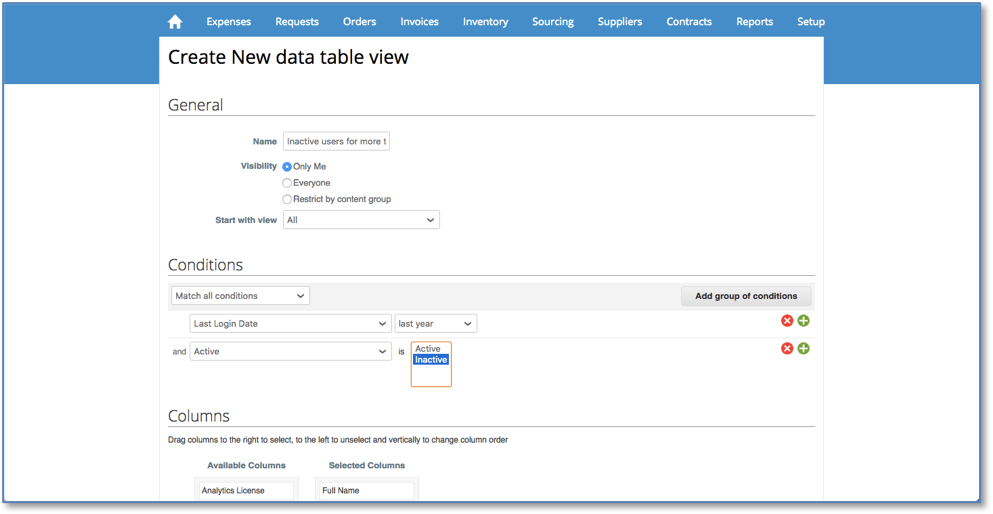 Expenses Requests Orders Invoices Inventory Sourcing Suppliers Contracts Reports Setup
Create New data table view
General
Name Inactive users for more t
Visibility Only Me
Everyone
Restrict by content group
Start with view All
Conditions
Match all conditions Add group of conditions
Last Login Date last year
and Active is Active
Inactive
Columns
Drag columns to the right to select, to the left to unselect and vertically to change column order
Available Columns Selected Columns
Analytics License Full Name